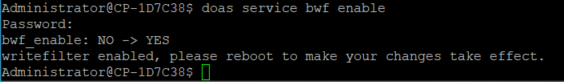 Administrator@CP-1D7C38$ doas service bwf enable
Password:
bwf_enable: NO -> YES
writefilter enabled, please reboot to make your changes take effect.
Administrator@CP-1D7C38$